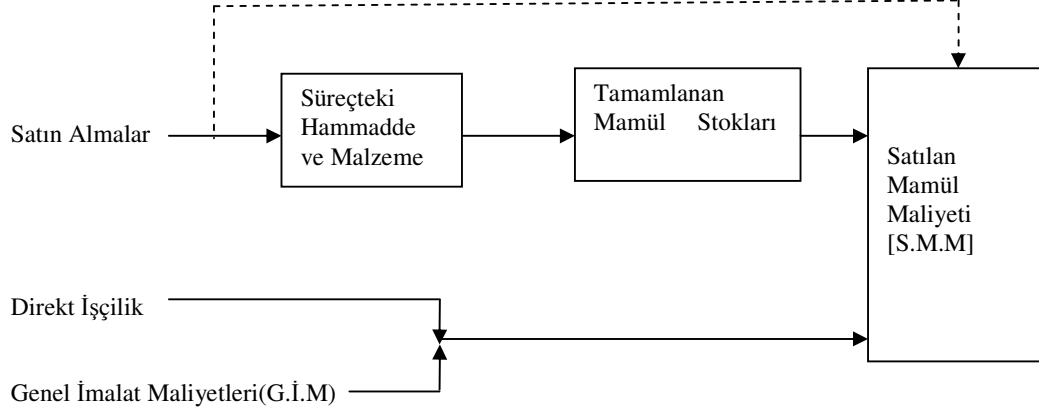 Satın Almalar
Süreçteki
Hammadde
ve Malzeme
Tamamlanan
Mamül Stokları
Satılan
Mamül
Maliyeti
[S.M.M]
Direkt İşçilik
Genel İmalat Maliyetleri(G.İ.M)